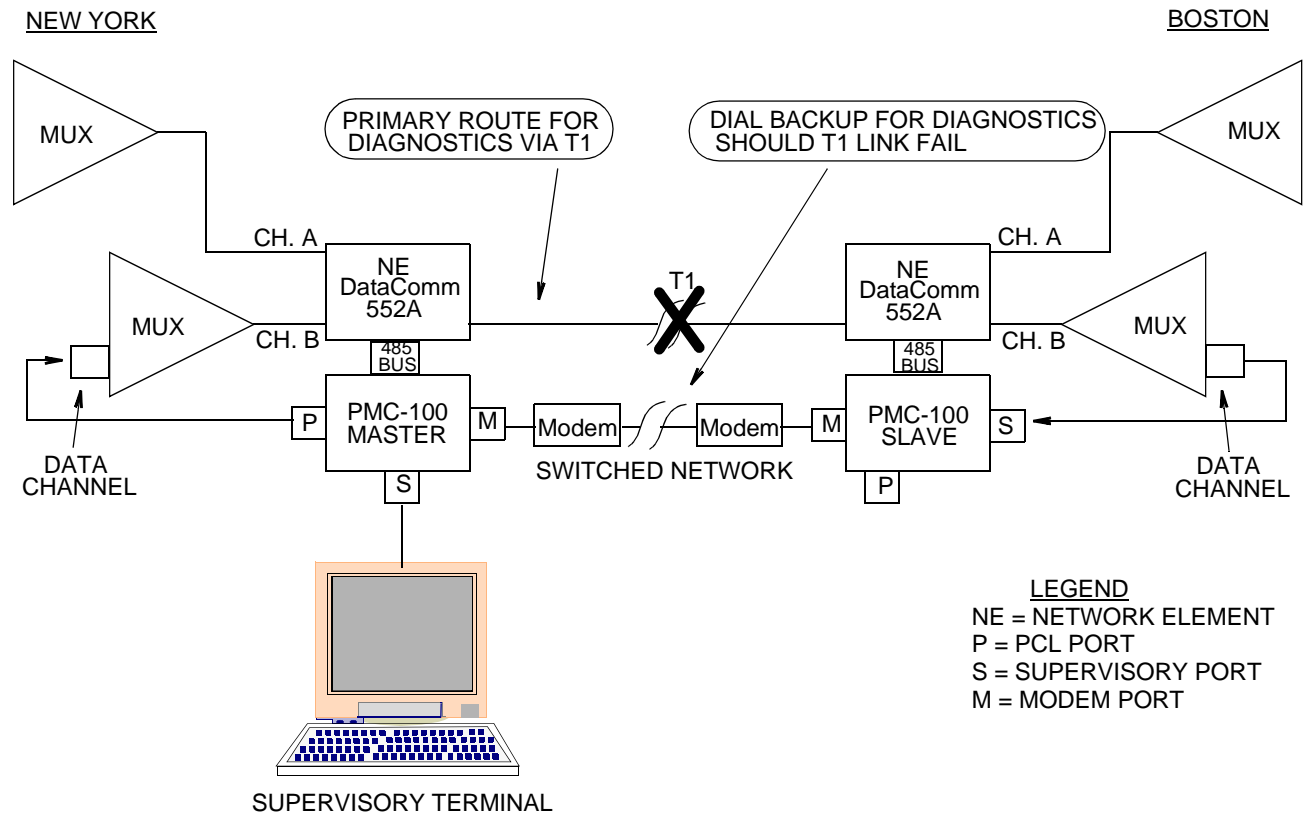 NEW YORK
BOSTON
MUX
PRIMARY ROUTE FOR
DIAGNOSTICS VIA T1
DIAL BACKUP FOR DIAGNOSTICS
SHOULD T1 LINK FAIL
MUX
CH. A
CH. A
NE
DataComm
552A
T1
NE
DataComm
552A
MUX
CH. B
CH. B
MUX
485
BUS
485
BUS
P
PMC-100
MASTER
M
Modem
Modem
M
PMC-100
SLAVE
S
DATA
CHANNEL
S
SWITCHED NETWORK
P
DATA
CHANNEL
LEGEND
NE = NETWORK ELEMENT
P = PCL PORT
S = SUPERVISORY PORT
M = MODEM PORT
SUPERVISORY TERMINAL